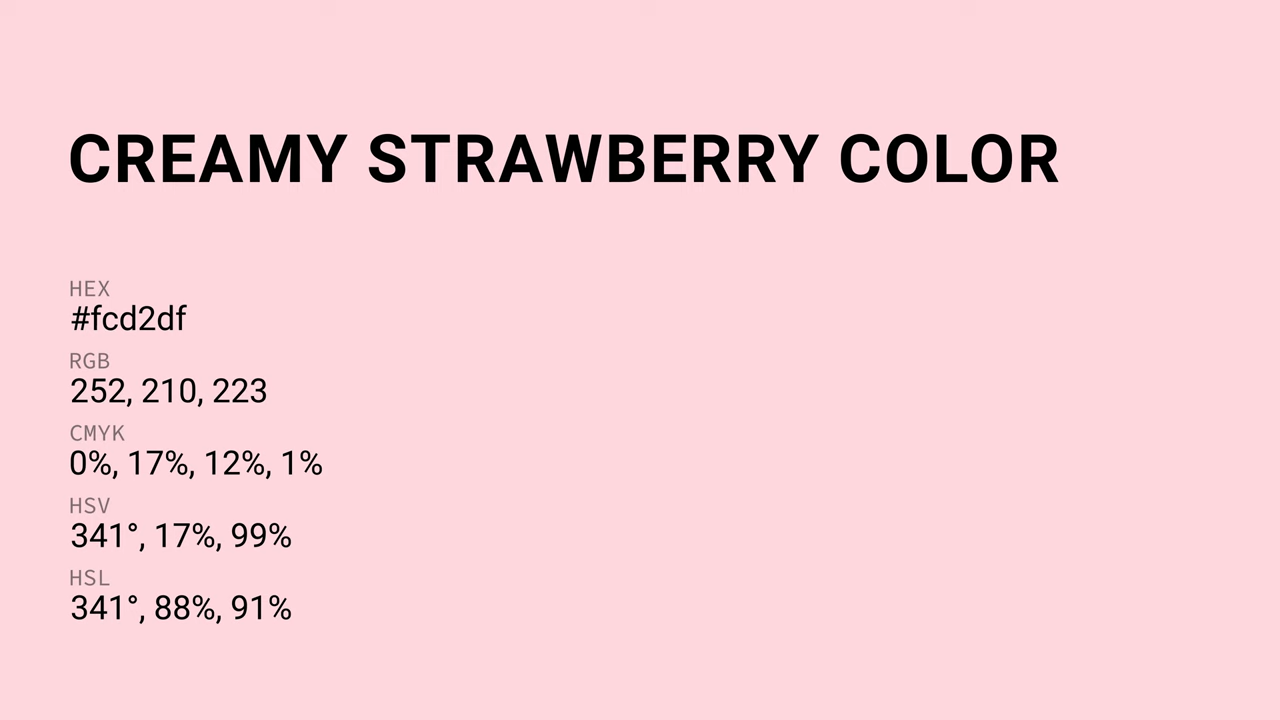 CREAMY STRAWBERRY COLOR
HEX
#fcd2df
RGB
252, 210, 223
CMYK
0%, 17%, 12%, 1%
HSV
341°, 17%, 99%
HSL
341°, 88%, 91%